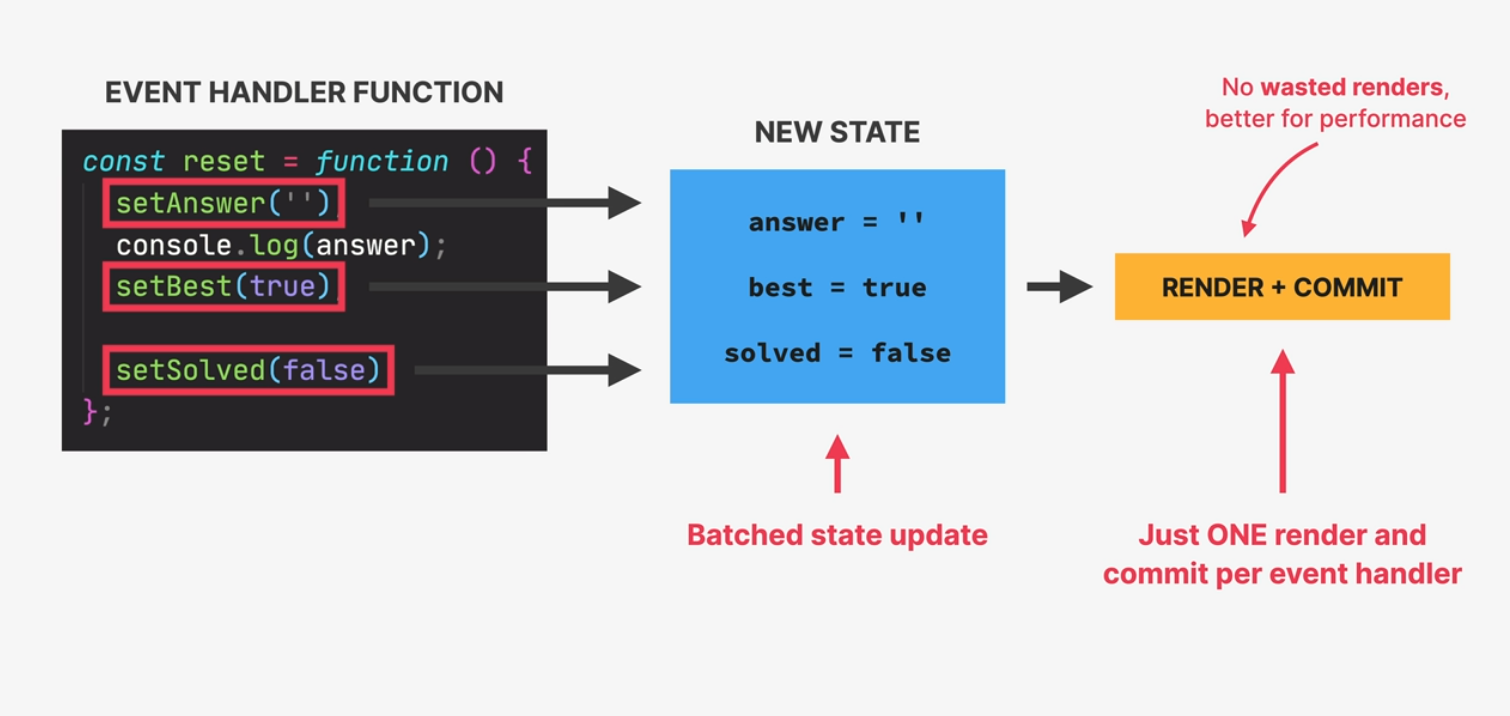 EVENT HANDLER FUNCTION
const reset = function () {
setAnswer('')
console.log(answer);
setBest(true)
setSolved(false)
};
NEW STATE
answer = ''
best = true
solved = false
Batched state update
No wasted renders,
better for performance
RENDER + COMMIT
Just ONE render and
commit per event handler